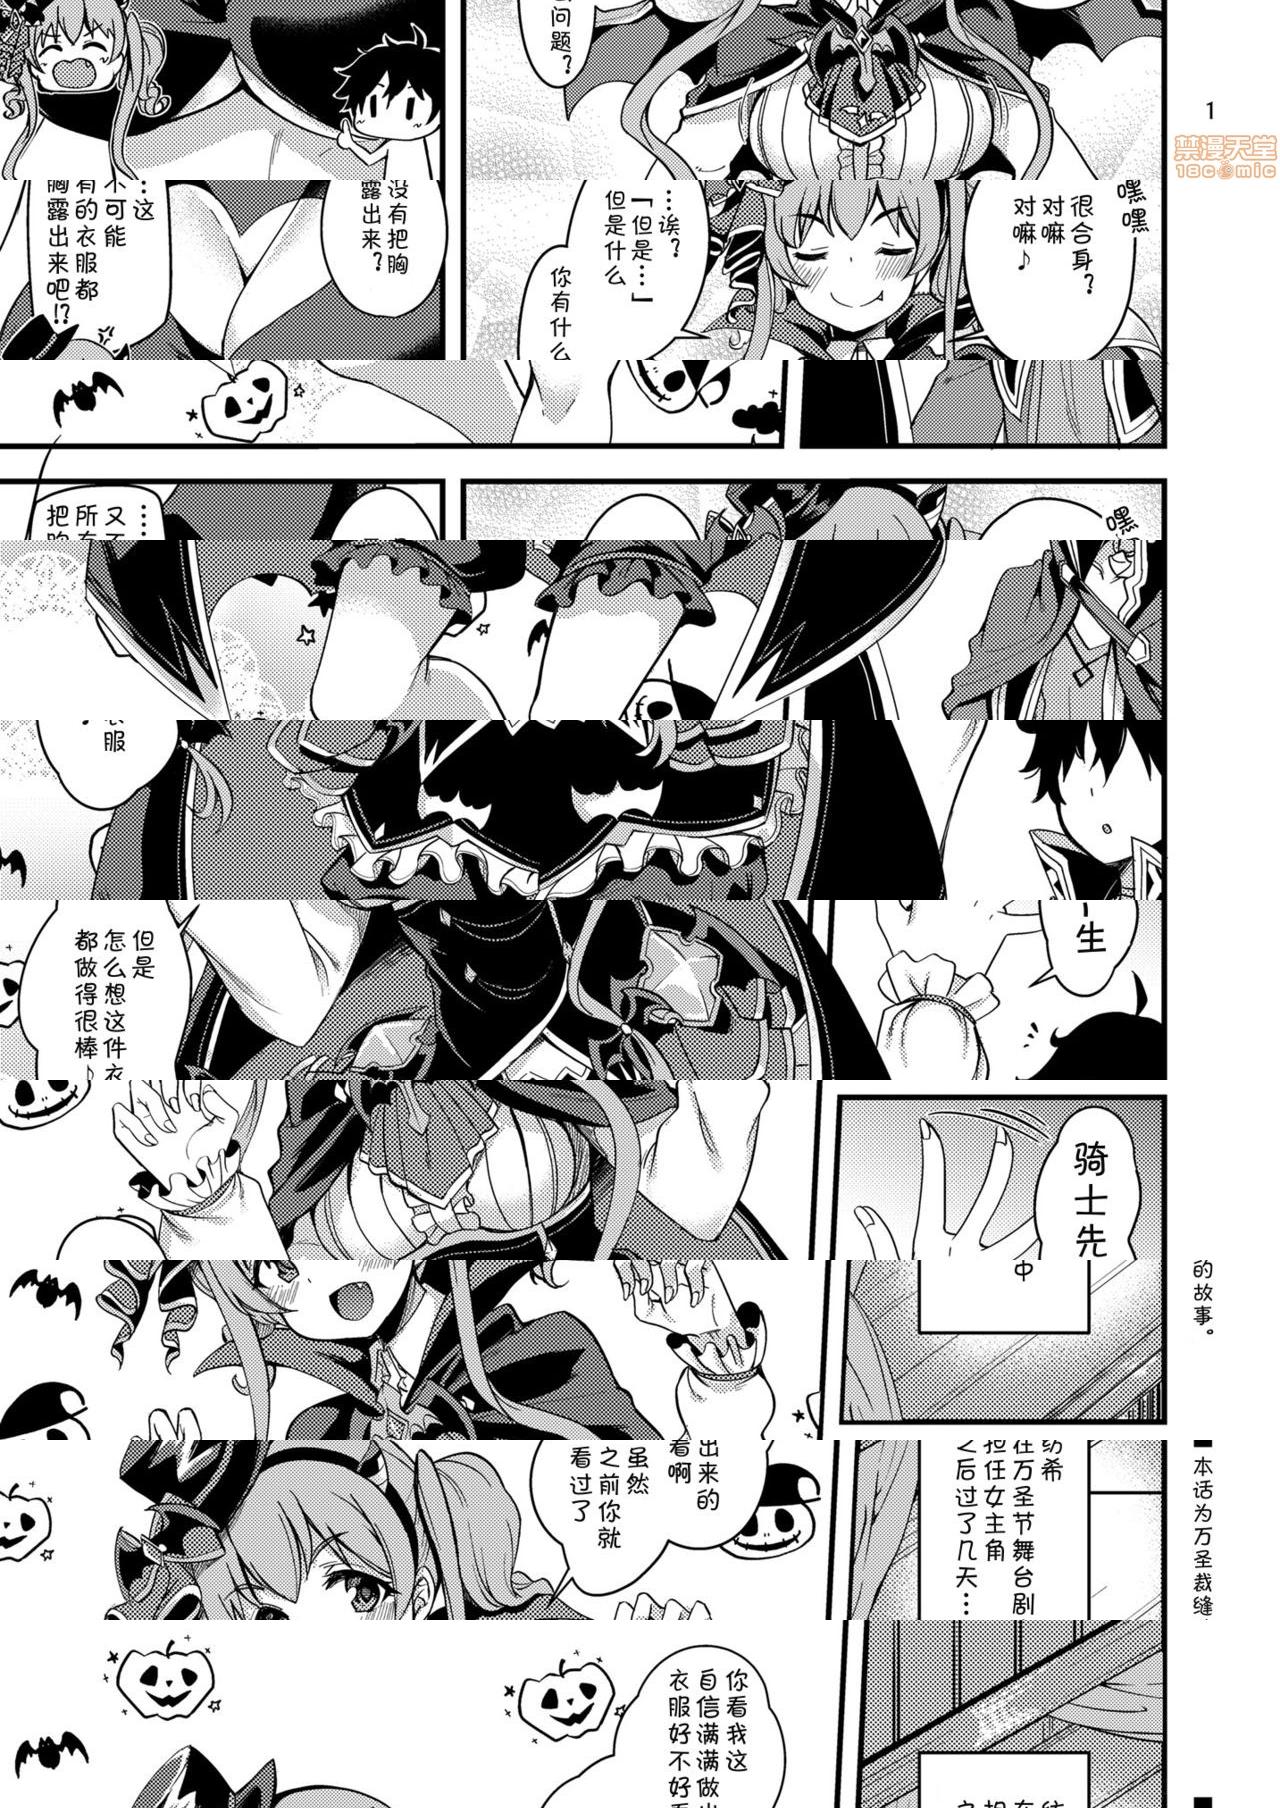 1
禁漫天堂
18comic
问题?
嘿嘿
很合身?
对嘛
对嘛♪
…诶?
「但是…」
但是什么
你有什么
没有把胸
露出来?
…这
不可能
有的衣服都
胸露出来吧!?
嘿
又不
所有
把
服
生
但是
怎么想这件衣
都做得很棒♪
骑士先
中
的故事。
■本话为万圣裁缝
纺希
在万圣节舞台剧
担任女主角
之后过了几天…
出来的
看啊
虽然
之前你就
看过了
你看我这
自信满满做
衣服好不好